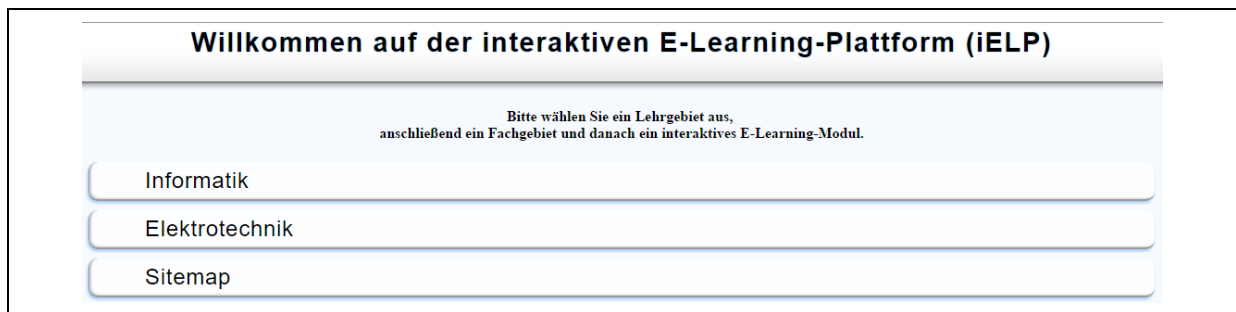 Willkommen auf der interaktiven E-Learning-Plattform (iELP)
Bitte wählen Sie ein Lehrgebiet aus,
anschließend ein Fachgebiet und danach ein interaktives E-Learning-Modul.
Informatik
Elektrotechnik
Sitemap